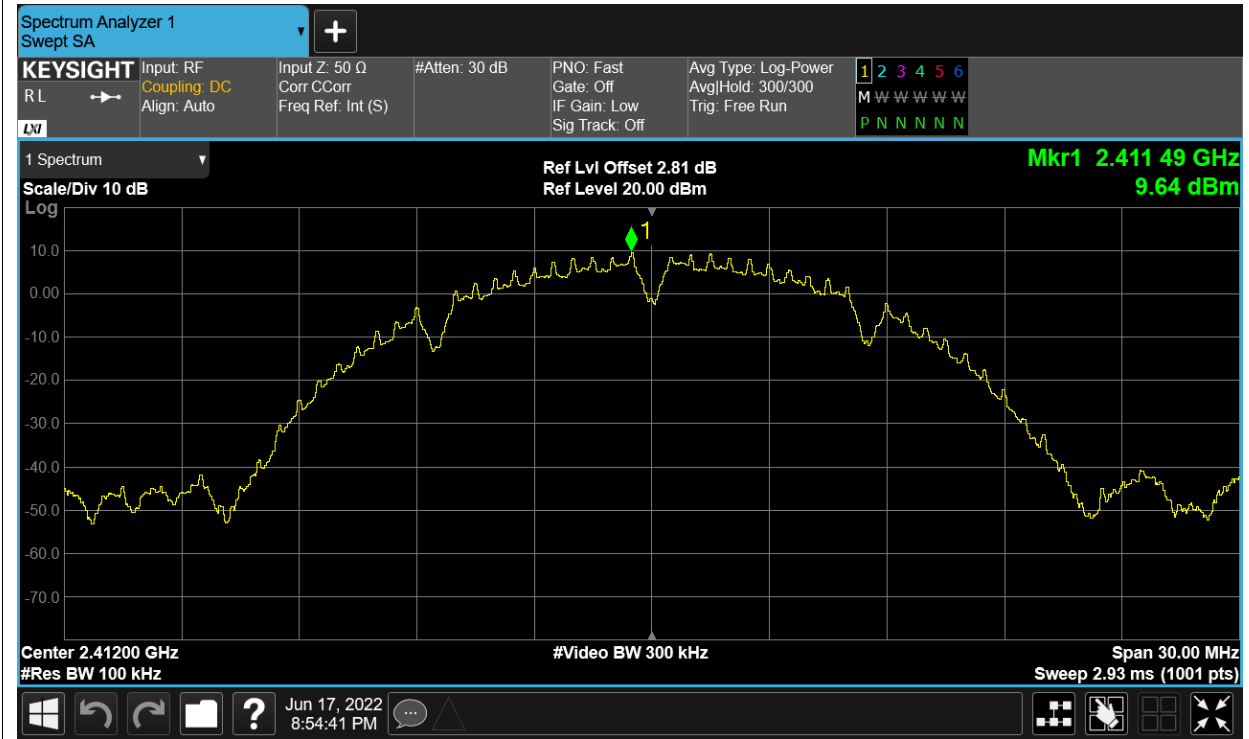 Spectrum Analyzer 1
Swept SA
KEYSIGHT
R L
LXI
Input: RF
Coupling: DC
Align: Auto
Input Z: 50 Ω
Corr CCorr
Freq Ref: Int (S)
#Atten: 30 dB
PNO: Fast
Gate: Off
IF Gain: Low
Sig Track: Off
Avg Type: Log-Power
Avg|Hold: 300/300
Trig: Free Run
1 2 3 4 5 6
M W W W W W
P N N N N N
1 Spectrum
Scale/Div 10 dB
Log
Ref Lvl Offset 2.81 dB
Ref Level 20.00 dBm
Mkr1 2.411 49 GHz
9.64 dBm
1
10.0
0.00
-10.0
-20.0
-30.0
-40.0
-50.0
-60.0
-70.0
Center 2.41200 GHz
#Video BW 300 kHz
Span 30.00 MHz
#Res BW 100 kHz
Sweep 2.93 ms (1001 pts)
?
Jun 17, 2022
8:54:41 PM